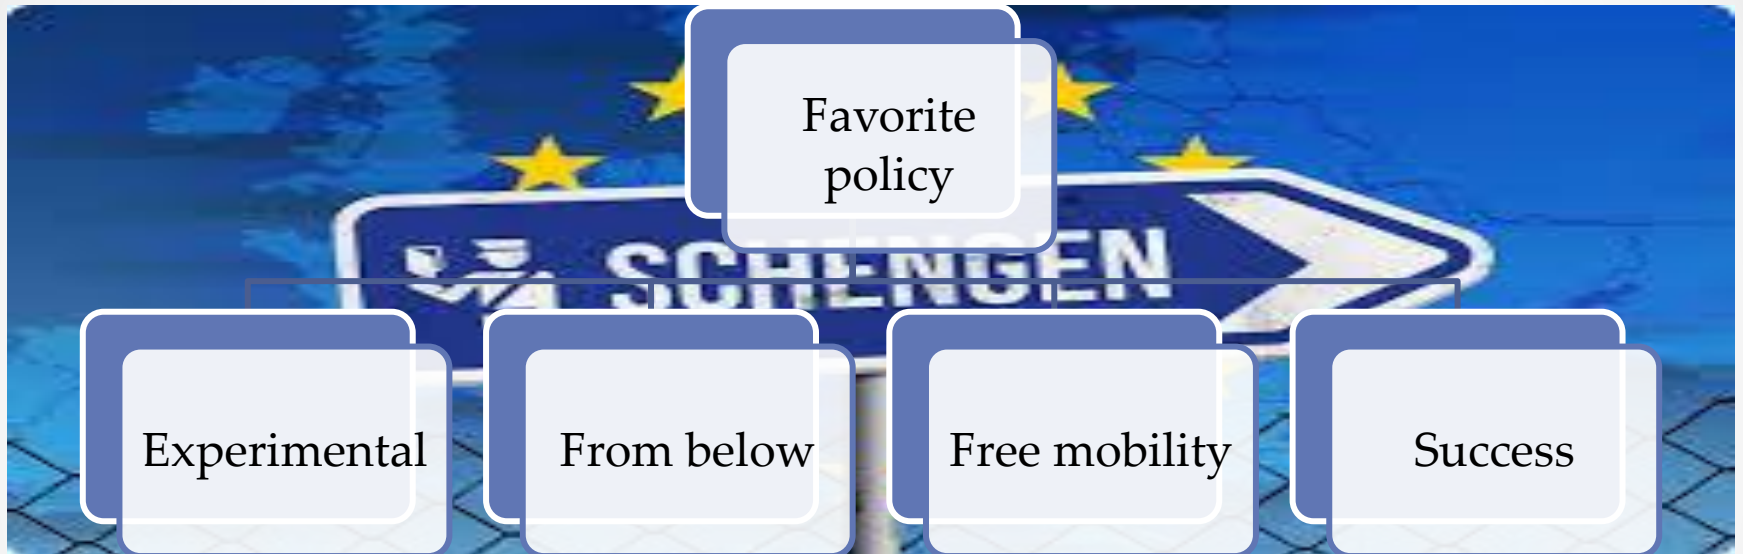 Favorite
policy
SCHENGEN
Experimental
From below
Free mobility
Success